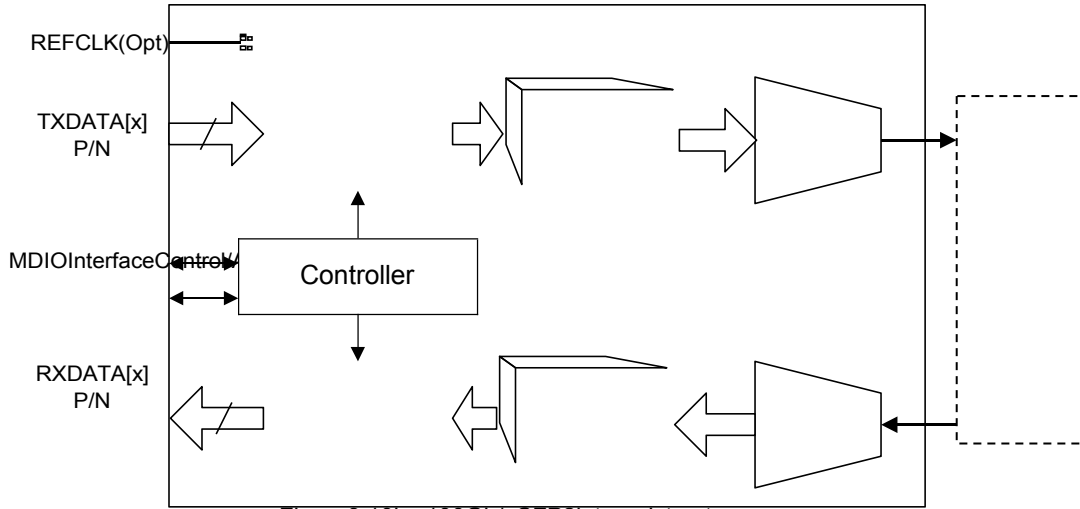 REFCLK(Opt)
TXDATA[x]
P/N
MDIOInterfaceControl/
Controller
RXDATA[x]
P/N